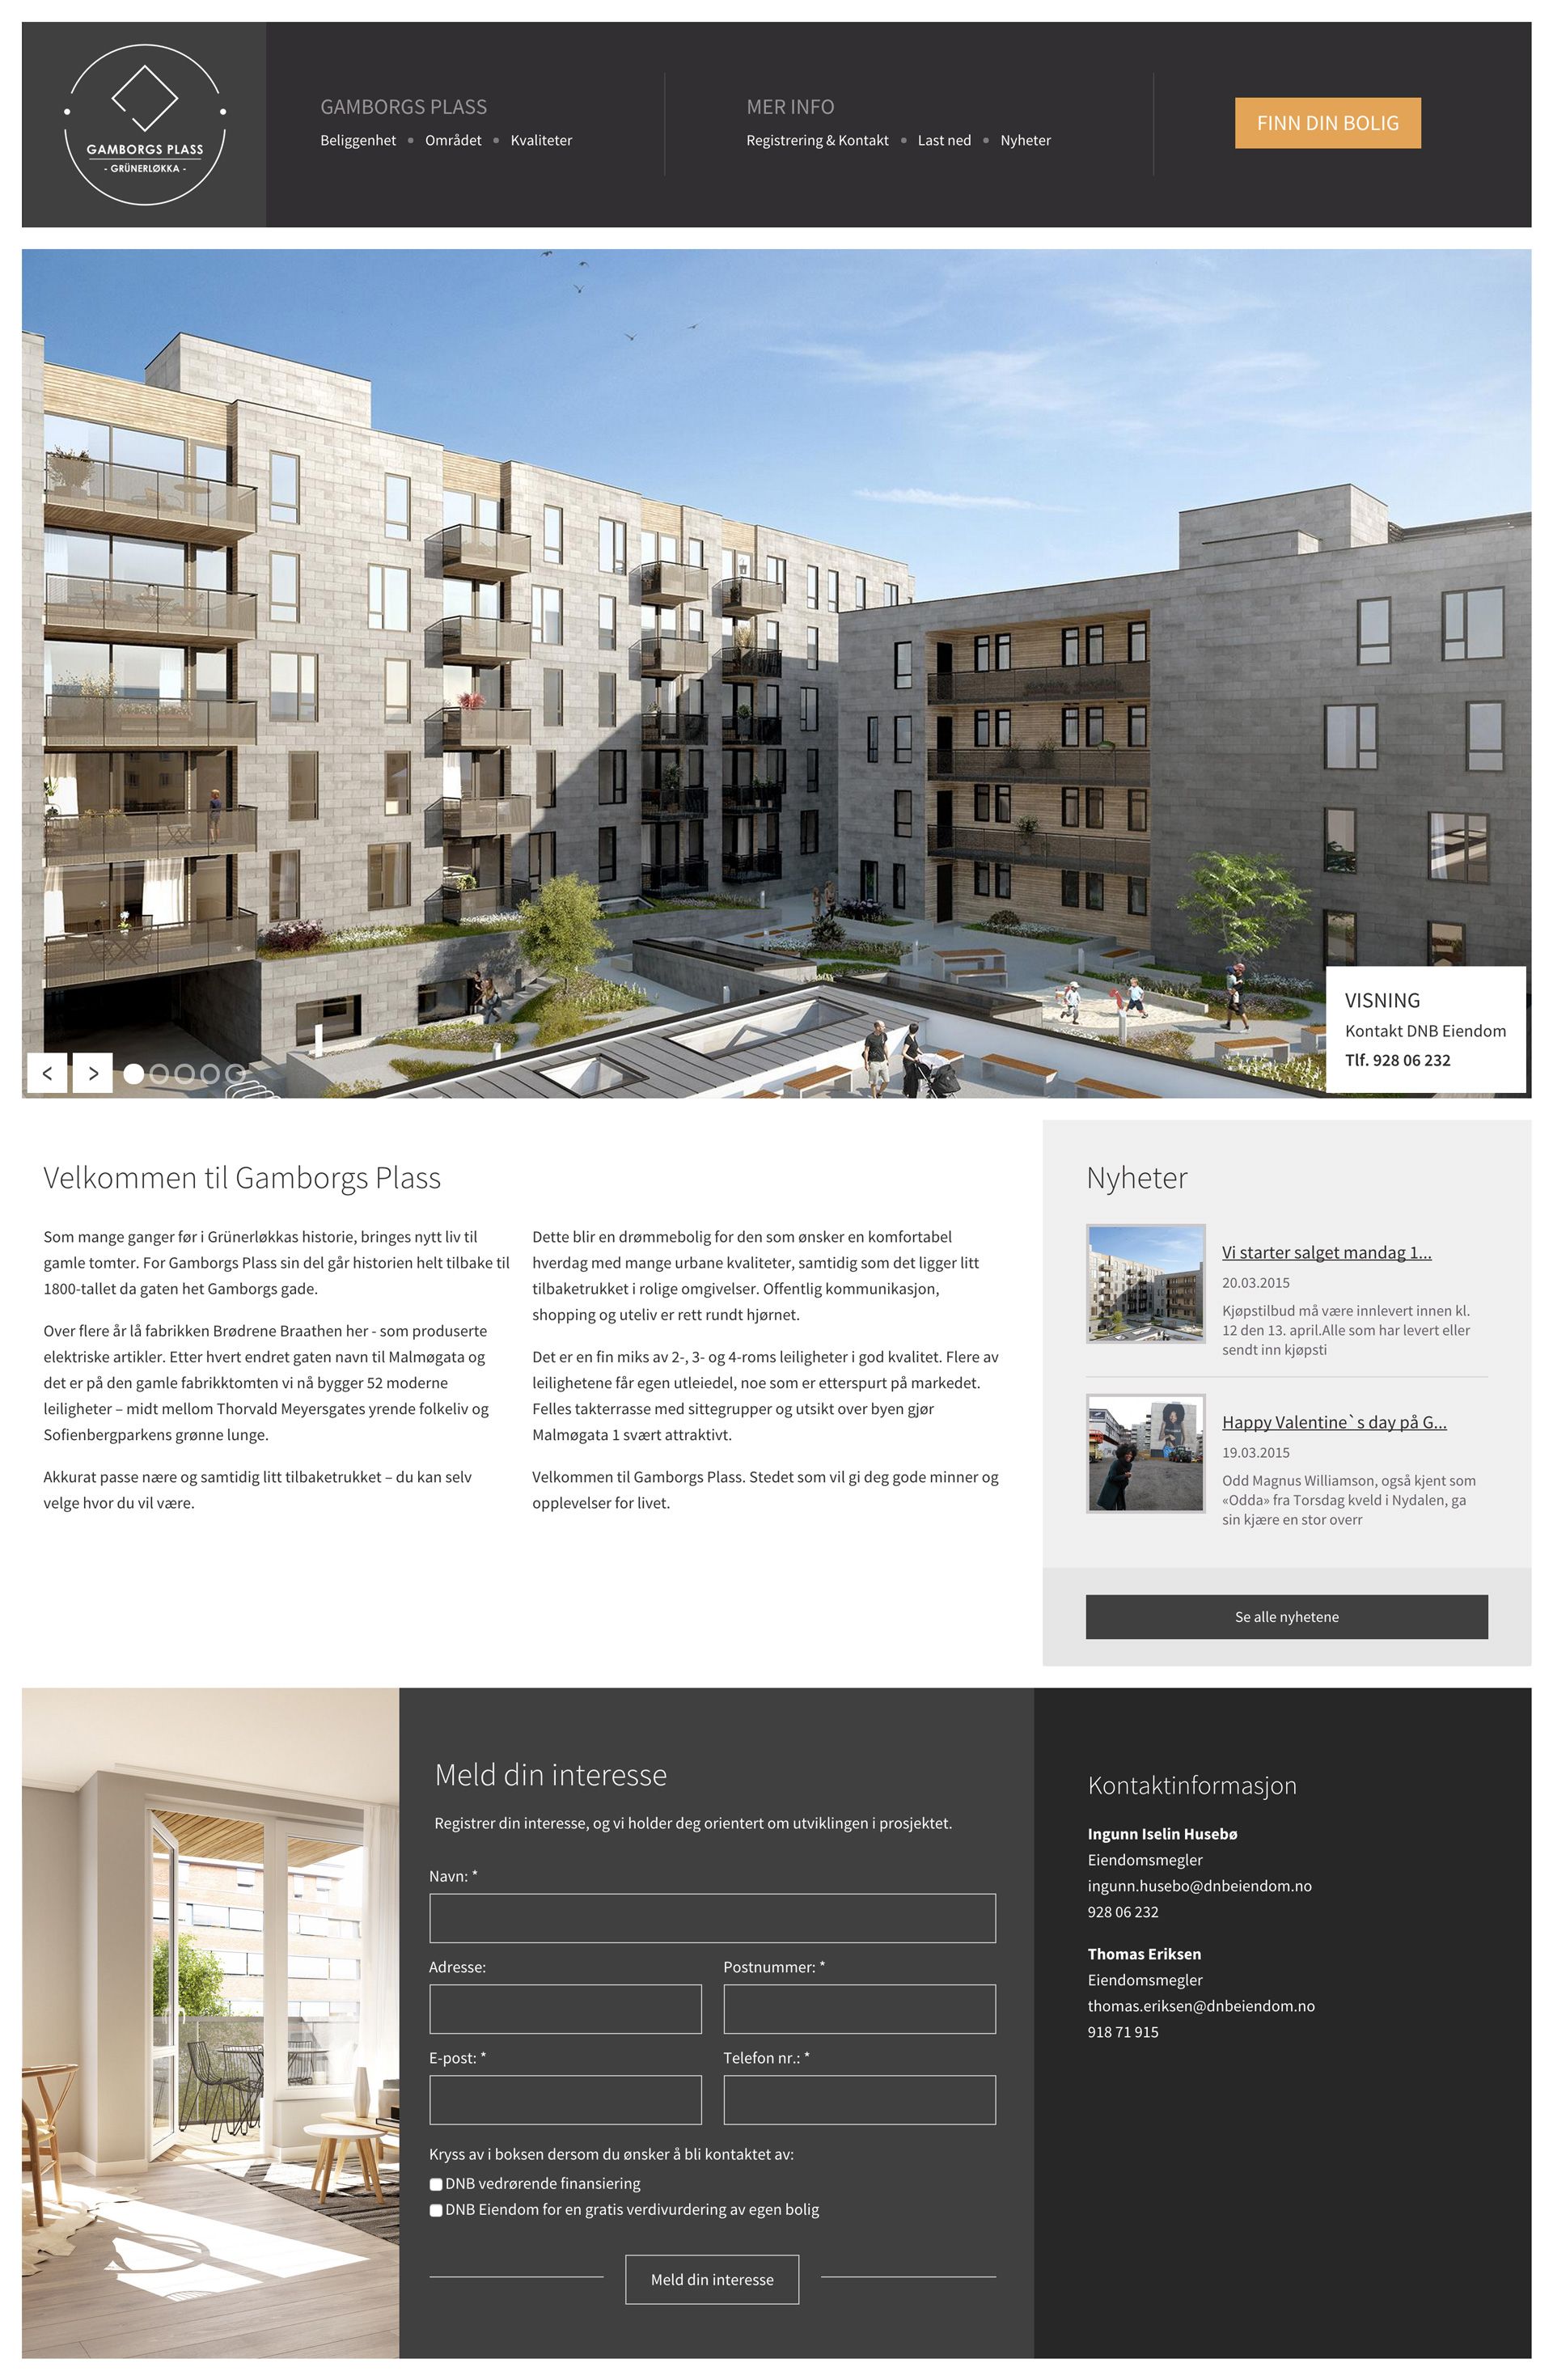 GAMBORGS PLASS
- GRÜNERLØKKA -
GAMBORGS PLASS
Beliggenhet • Området • Kvaliteter
MER INFO
Registrering & Kontakt • Last ned • Nyheter
FINN DIN BOLIG
VISNING
Kontakt DNB Eiendom
Tlf. 928 06 232
< >
Velkommen til Gamborgs Plass
Som mange ganger før i Grünerløkkas historie, bringes nytt liv til
gamle tomter. For Gamborgs Plass sin del går historien helt tilbake til
1800-tallet da gaten het Gamborgs gade.
Over flere år lå fabrikken Brødrene Braathen her - som produserte
elektriske artikler. Etter hvert endret gaten navn til Malmøgata og
det er på den gamle fabrikktomten vi nå bygger 52 moderne
leiligheter – midt mellom Thorvald Meyersgates yrende folkeliv og
Sofienbergparkens grønne lunge.
Akkurat passe nære og samtidig litt tilbaketrukket – du kan selv
velge hvor du vil være.
Dette blir en drømmebolig for den som ønsker en komfortabel
hverdag med mange urbane kvaliteter, samtidig som det ligger litt
tilbaketrukket i rolige omgivelser. Offentlig kommunikasjon,
shopping og uteliv er rett rundt hjørnet.
Det er en fin miks av 2-, 3- og 4-roms leiligheter i god kvalitet. Flere av
leilighetene får egen utleiedel, noe som er etterspurt på markedet.
Felles takterrasse med sittegrupper og utsikt over byen gjør
Malmøgata 1 svært attraktivt.
Velkommen til Gamborgs Plass. Stedet som vil gi deg gode minner og
opplevelser for livet.
Nyheter
Vi starter salget mandag 1...
20.03.2015
Kjøpstilbud må være innlevert innen kl.
12 den 13. april.Alle som har levert eller
sendt inn kjøpsti
Happy Valentine`s day på G...
19.03.2015
Odd Magnus Williamson, også kjent som
«Odda» fra Torsdag kveld i Nydalen, ga
sin kjære en stor overr
Se alle nyhetene
Meld din interesse
Registrer din interesse, og vi holder deg orientert om utviklingen i prosjektet.
Navn: *
Adresse:
Postnummer: *
E-post: *
Telefon nr.: *
Kryss av i boksen dersom du ønsker å bli kontaktet av:
DNB vedrørende finansiering
DNB Eiendom for en gratis verdivurdering av egen bolig
Meld din interesse
Kontaktinformasjon
Ingunn Iselin Husebø
Eiendomsmegler
ingunn.husebo@dnbeiendom.no
928 06 232
Thomas Eriksen
Eiendomsmegler
thomas.eriksen@dnbeiendom.no
918 71 915